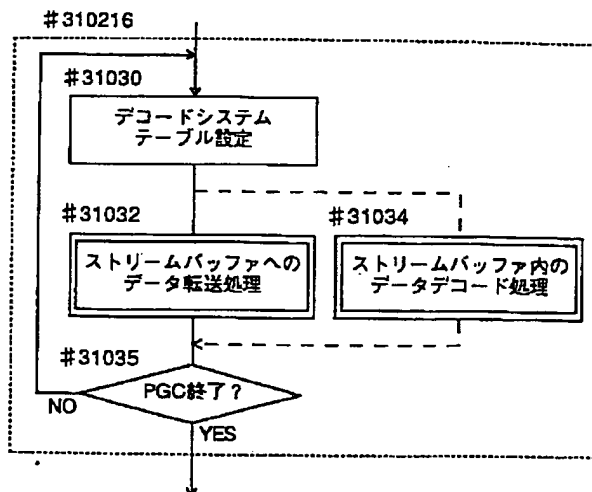 #310216
#31030
デコードシステム
テーブル設定
#31032
#31034
ストリームバッファへの
データ転送処理
ストリームバッファ内の
データデコード処理
#31035
PGC終了?
NO
YES